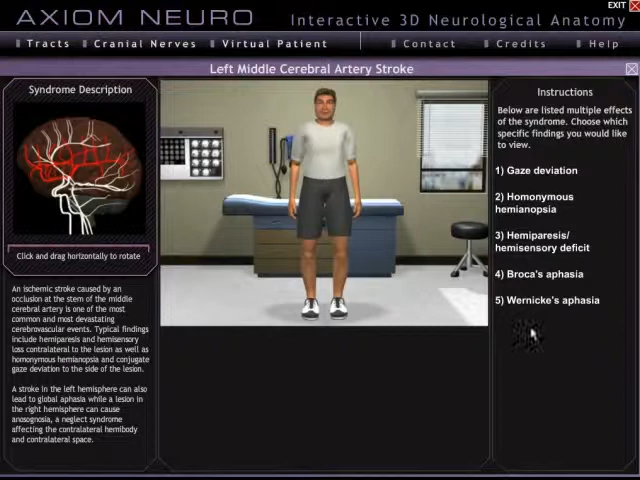 EXIT
AXIOM NEURO
Interactive 3D Neurological Anatomy
Tracts
Cranial Nerves
Virtual Patient
Contact
Credits
Help
Left Middle Cerebral Artery Stroke
Syndrome Description
Click and drag horizontally to rotate
An ischemic stroke caused by an
occlusion at the stem of the middle
cerebral artery is one of the most
common and most devastating
cerebrovascular events. Typical findings
include hemiparesis and hemisensory
loss contralateral to the lesion as well as
homonymous hemianopsia and conjugate
gaze deviation to the side of the lesion.
A stroke in the left hemisphere can also
lead to global aphasia while a lesion in
the right hemisphere can cause
anosognosia, a neglect syndrome
affecting the contralateral hemibody
and contralateral space.
Instructions
Below are listed multiple effects
of the syndrome. Choose which
specific findings you would like
to view.
1) Gaze deviation
2) Homonymous
hemianopsia
3) Hemiparesis/
hemisensory deficit
4) Broca's aphasia
5) Wernicke's aphasia